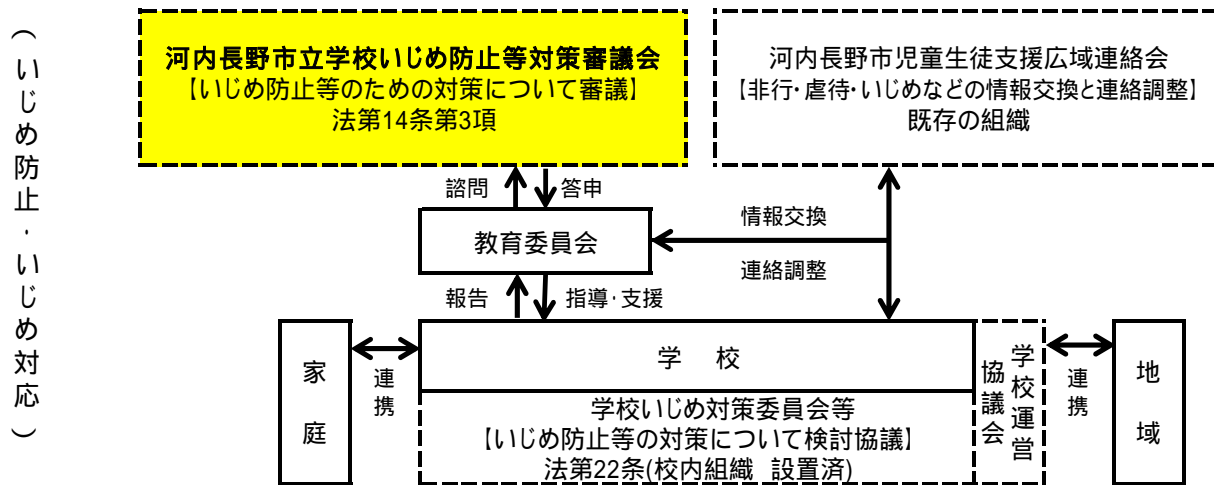 （いじめ防止・いじめ対応）
河内長野市立学校いじめ防止等対策審議会
【いじめ防止等のための対策について審議】
法第14条第3項
河内長野市児童生徒支援広域連絡会
【非行・虐待・いじめなどの情報交換と連絡調整】
既存の組織
諮問
答申
教育委員会
情報交換
連絡調整
報告
指導・支援
家庭
連携
学　校
学校いじめ対策委員会等
【いじめ防止等の対策について検討協議】
法第22条(校内組織　設置済)
学校運営
協議会
連携
地域